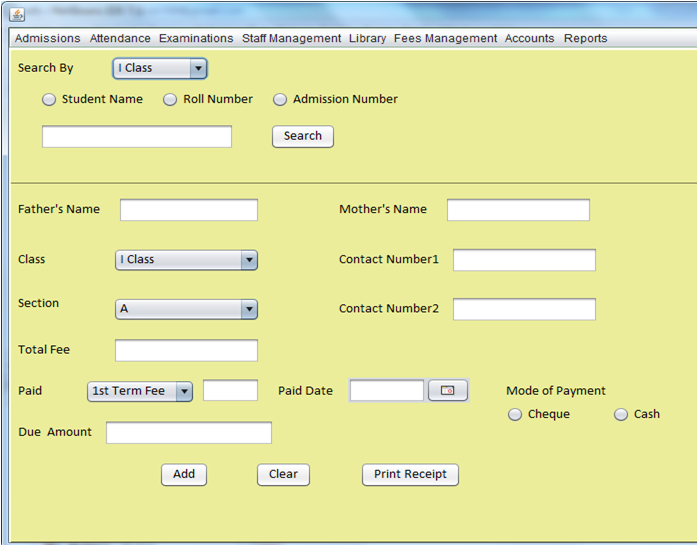 Admissions Attendance Examinations Staff Management Library Fees Management Accounts Reports
Search By I Class
Student Name Roll Number Admission Number
Search
Father's Name Mother's Name
Class I Class Contact Number1
Section A Contact Number2
Total Fee
Paid 1st Term Fee Paid Date Mode of Payment
Cheque Cash
Due Amount
Add Clear Print Receipt